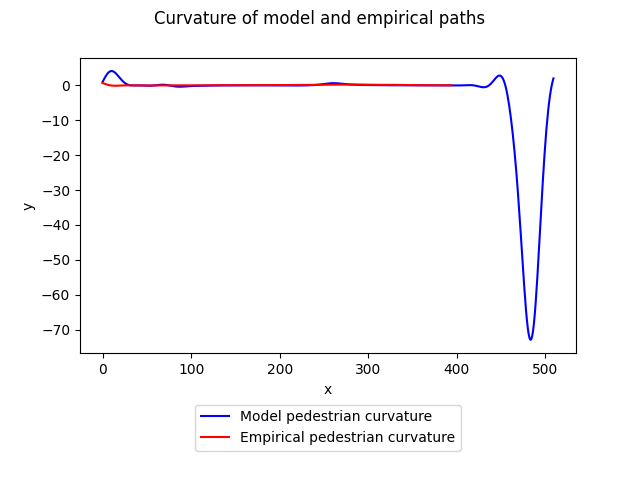 Curvature of model and empirical paths
0
−10
−20
−30
−40
−50
−60
−70
y
0 100 200 300 400 500
x
Model pedestrian curvature
Empirical pedestrian curvature